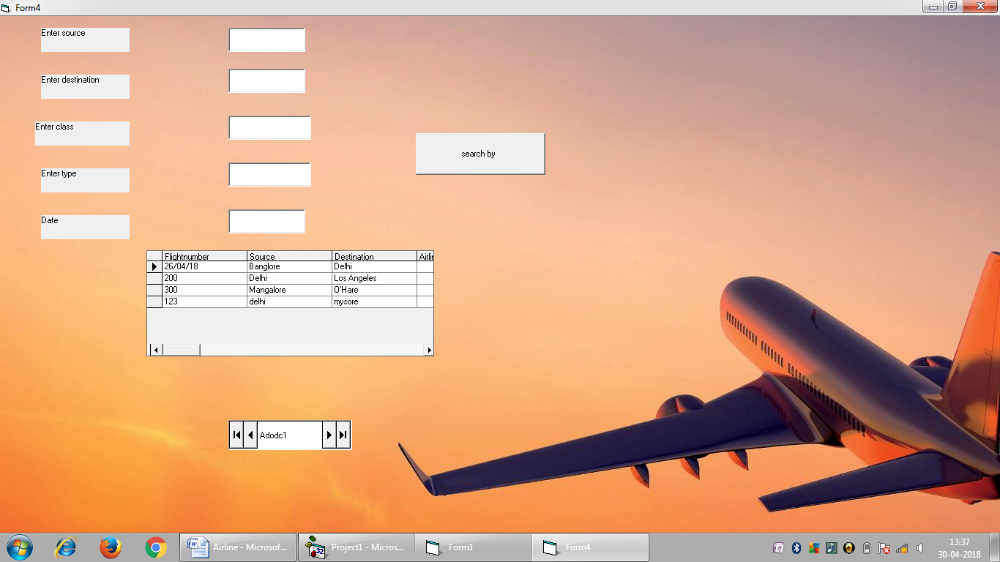 Form4
Enter source
Enter destination
Enter class
search by
Enter type
Date
Flightnumber Source Destination Airlin
26/04/18 Banglore Delhi
200 Delhi Los Angeles
300 Mangalore O'Hare
123 delhi mysore
Adodc1
Airline - Microsof... Project1 - Micros... Form1 Form4
13:37
30-04-2018